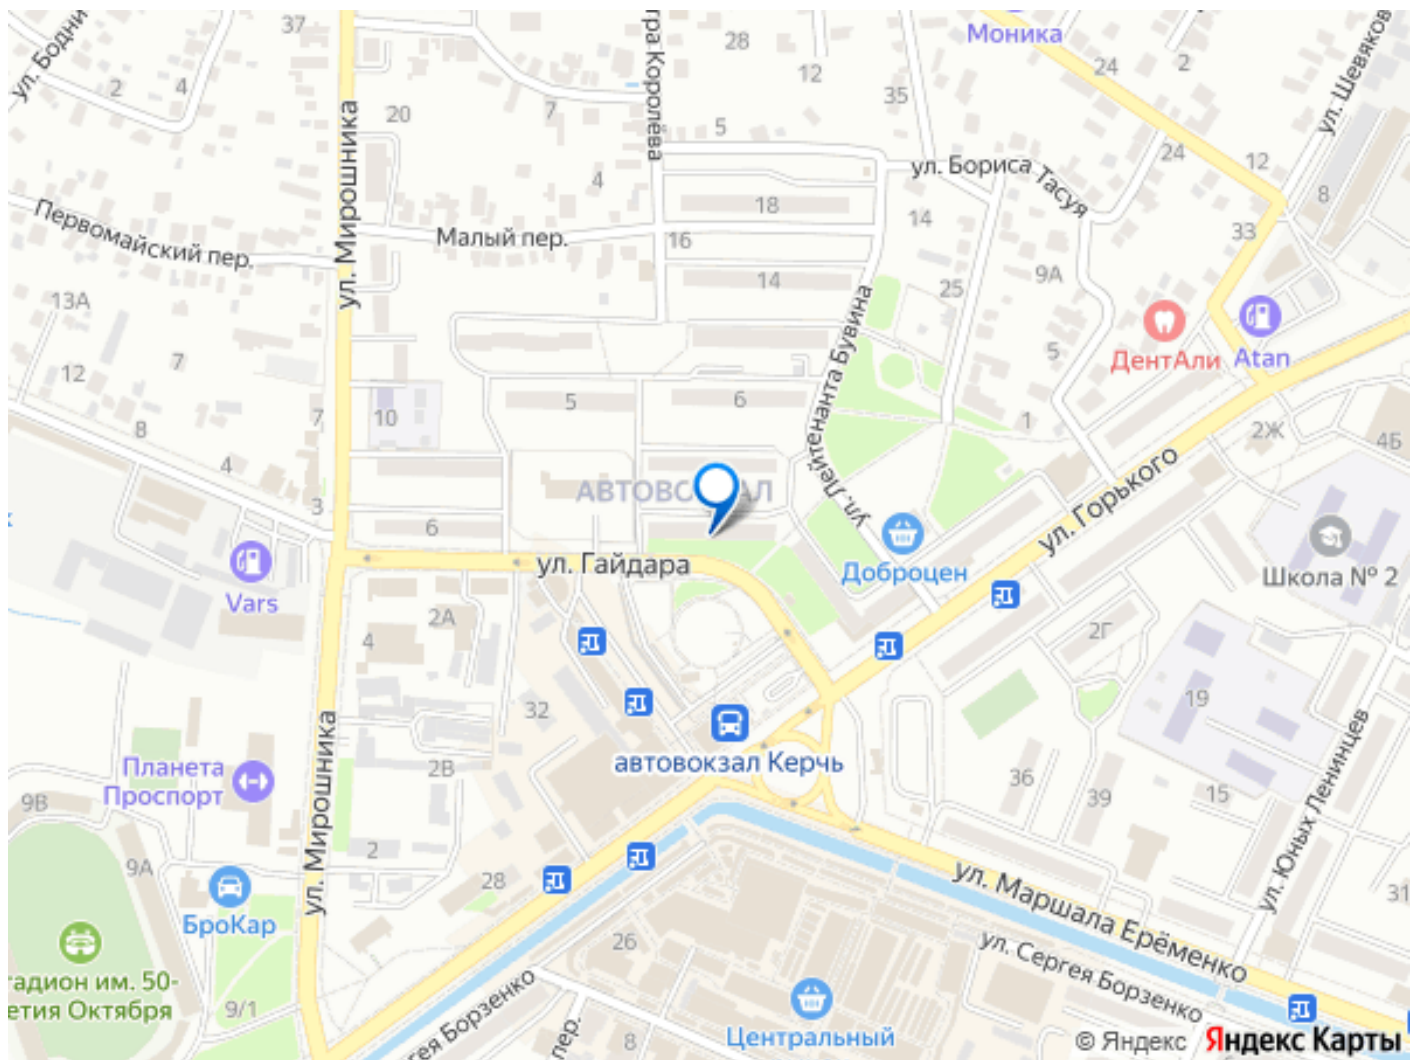 37
ул. Бодни
2
4
20
7
28
12
35
Моника
24
2
ул. Шевяков
ул. Мирошника
5
4
18
16
14
ул. Бориса Тасуя
14
24
12
8
33
Первомайский пер.
Малый пер.
13А
12
7
8
7
4
3
10
5
6
6
25
9А
5
1
ул. Лейтенанта Бувина
ДентАли
Atan
2Ж
4Б
ул. Горького
ул. Гайдара
Доброцен
Школа № 2
Vars
2А
4
32
2В
2
28
2Г
19
36
39
15
31
автовокзал Керчь
Планета
Проспорт
9В
9А
ул. Мирошника
БроКар
9/1
тадион им. 50-
етия Октября
ул. Маршала Ерёменко
ул. Юных Ленинцев
ул. Сергея Борзенко
26
8
пер.
Центральный
© Яндекс
Яндекс Карты